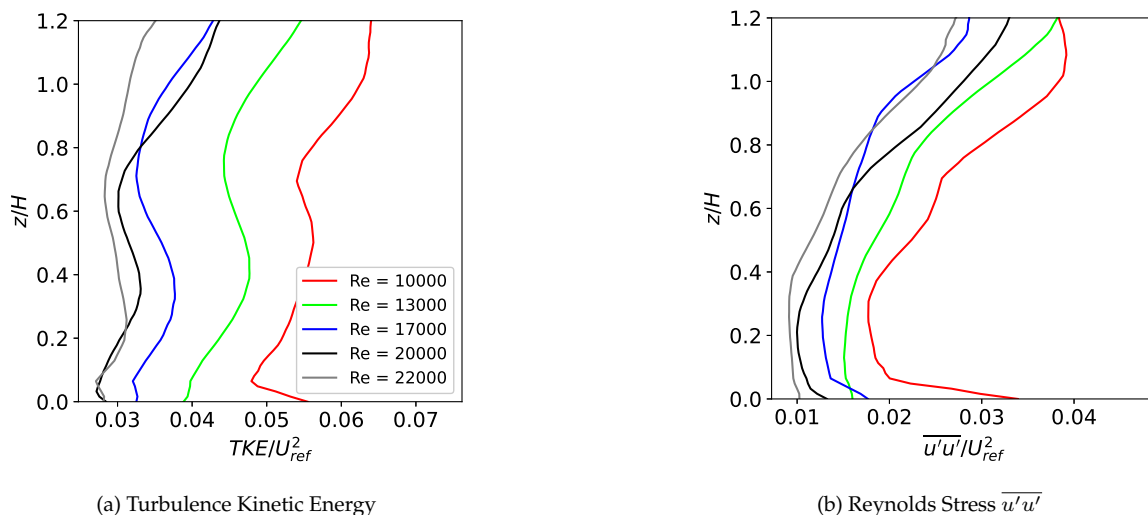 1.2
1.0
0.8
0.6
0.4
0.2
0.0
z/H
0.03 0.04 0.05 0.06 0.07
TKE/U²ref
Re = 10000
Re = 13000
Re = 17000
Re = 20000
Re = 22000
(a) Turbulence Kinetic Energy
1.2
1.0
0.8
0.6
0.4
0.2
0.0
z/H
0.01 0.02 0.03 0.04
u'u'/U²ref
(b) Reynolds Stress u'u'